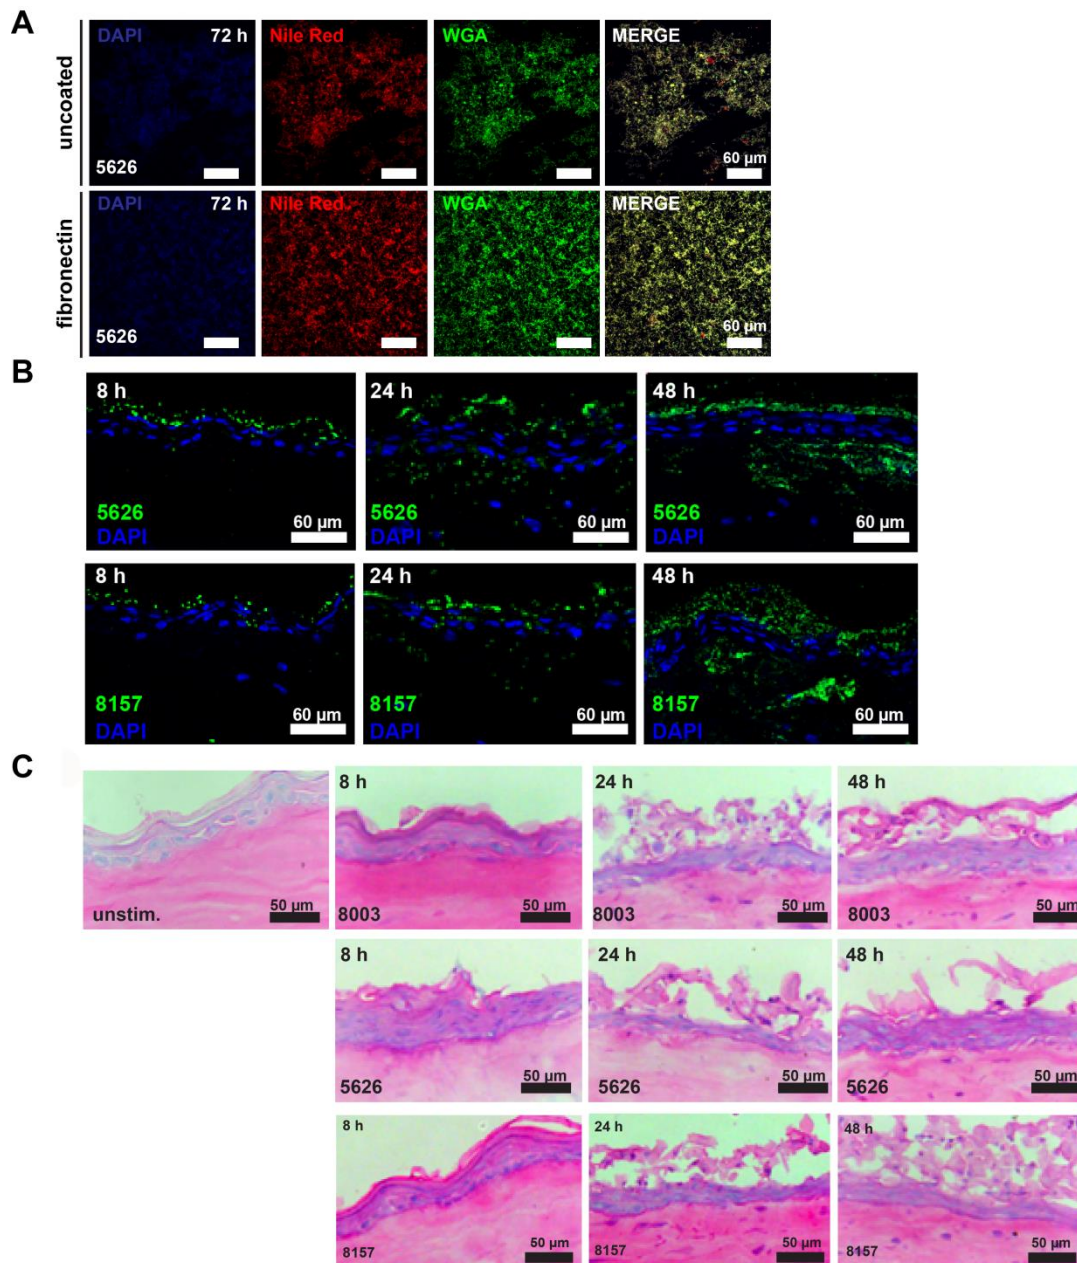 A
uncoated
DAPI 72 h
5626
Nile Red
WGA
MERGE
60 µm
fibronectin
DAPI 72 h
5626
Nile Red
WGA
MERGE
60 µm
B
8 h
5626
DAPI
60 µm
24 h
5626
DAPI
60 µm
48 h
5626
DAPI
60 µm
8 h
8157
DAPI
60 µm
24 h
8157
DAPI
60 µm
48 h
8157
DAPI
60 µm
C
unstim.
50 µm
8 h
8003
50 µm
24 h
8003
50 µm
48 h
8003
50 µm
8 h
5626
50 µm
24 h
5626
50 µm
48 h
5626
50 µm
8 h
8157
50 µm
24 h
8157
50 µm
48 h
8157
50 µm